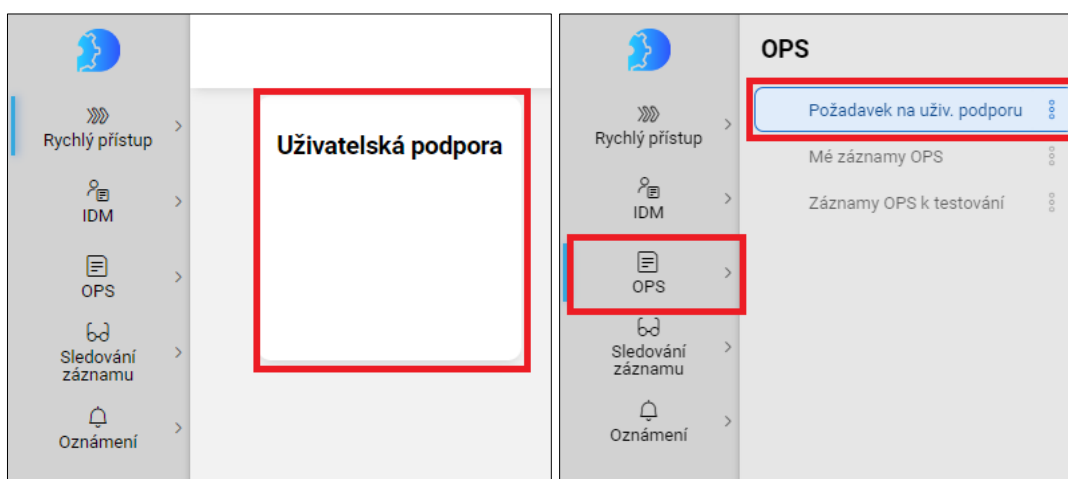 Rychlý přístup
IDM
OPS
Sledování
záznamu
Oznámení
Uživatelská podpora
Rychlý přístup
IDM
OPS
Sledování
záznamu
Oznámení
OPS
Požadavek na uživ. podporu
Mé záznamy OPS
Záznamy OPS k testování